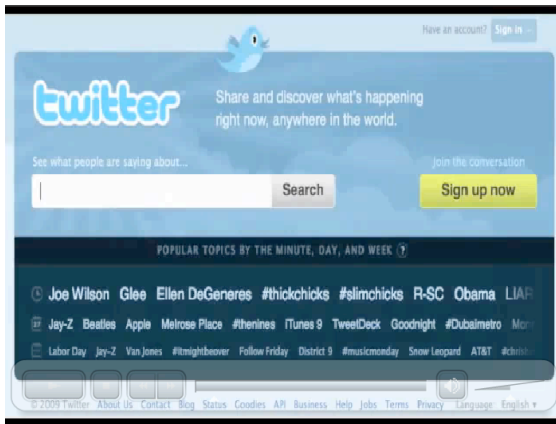 Have an account? Sign in
twitter
Share and discover what's happening
right now, anywhere in the world.
See what people are saying about...
Join the conversation
Search
Sign up now
POPULAR TOPICS BY THE MINUTE, DAY, AND WEEK ?
Joe Wilson Glee Ellen DeGeneres #thickchicks #slimchicks R-SC Obama LIAR
Jay-Z Beatles Apple Melrose Place #thenines iTunes 9 TweetDeck Goodnight #Dubaimetro
Labor Day Jay-Z Van Jones #itmightbeover Follow Friday District 9 #musicmonday Snow Leopard AT&T
© 2009 Twitter About Us Contact Blog Status Goodies API Business Help Jobs Terms Privacy Language: English